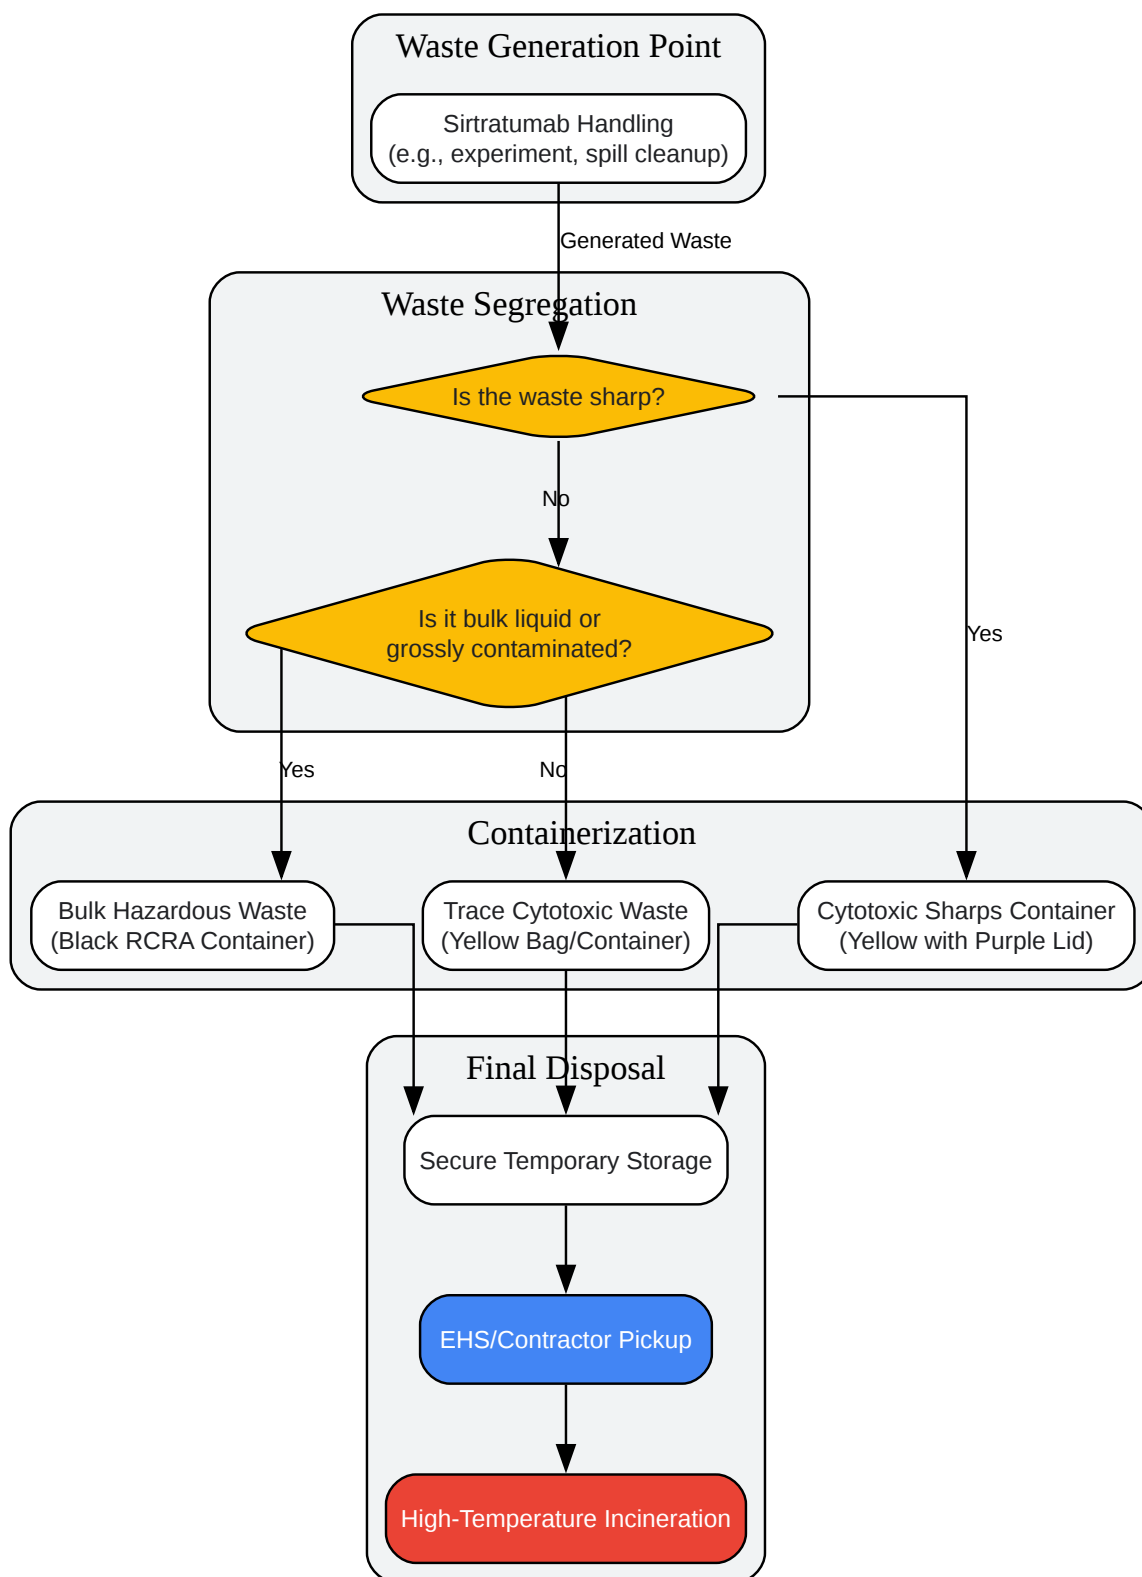 Waste Generation Point
Sirtratumab Handling
(e.g., experiment, spill cleanup)
Generated Waste
Waste Segregation
Is the waste sharp?
No
Is it bulk liquid or
grossly contaminated?
Yes
Yes
No
Containerization
Bulk Hazardous Waste
(Black RCRA Container)
Trace Cytotoxic Waste
(Yellow Bag/Container)
Cytotoxic Sharps Container
(Yellow with Purple Lid)
Final Disposal
Secure Temporary Storage
EHS/Contractor Pickup
High-Temperature Incineration